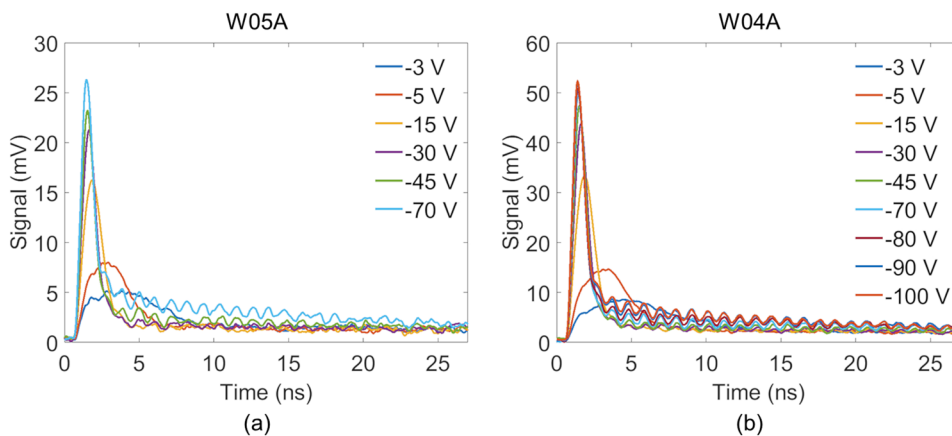 W05A
30
25
20
15
10
5
0
Signal (mV)
0 5 10 15 20 25
Time (ns)
-3 V
-5 V
-15 V
-30 V
-45 V
-70 V
(a)
W04A
60
50
40
30
20
10
0
Signal (mV)
0 5 10 15 20 25
Time (ns)
-3 V
-5 V
-15 V
-30 V
-45 V
-70 V
-80 V
-90 V
-100 V
(b)